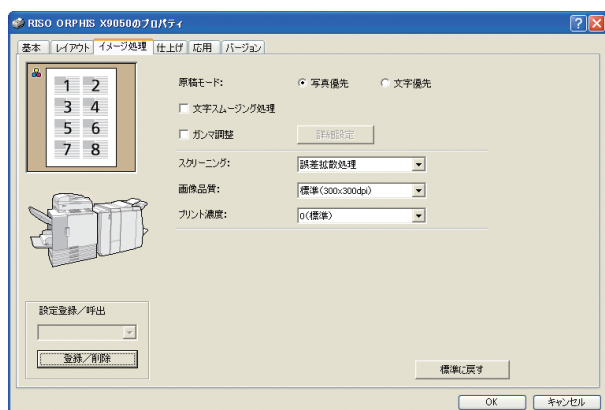 RISO ORPHIS X9050のプロパティ
基本 レイアウト イメージ処理 仕上げ 応用 バージョン
1 2
3 4
5 6
7 8
原稿モード: 写真優先 文字優先
文字スムージング処理
ガンマ調整 詳細設定
スクリーニング: 誤差拡散処理
画像品質: 標準(300x300dpi)
プリント濃度: 0(標準)
設定登録/呼出
登録/削除
標準に戻す
OK キャンセル